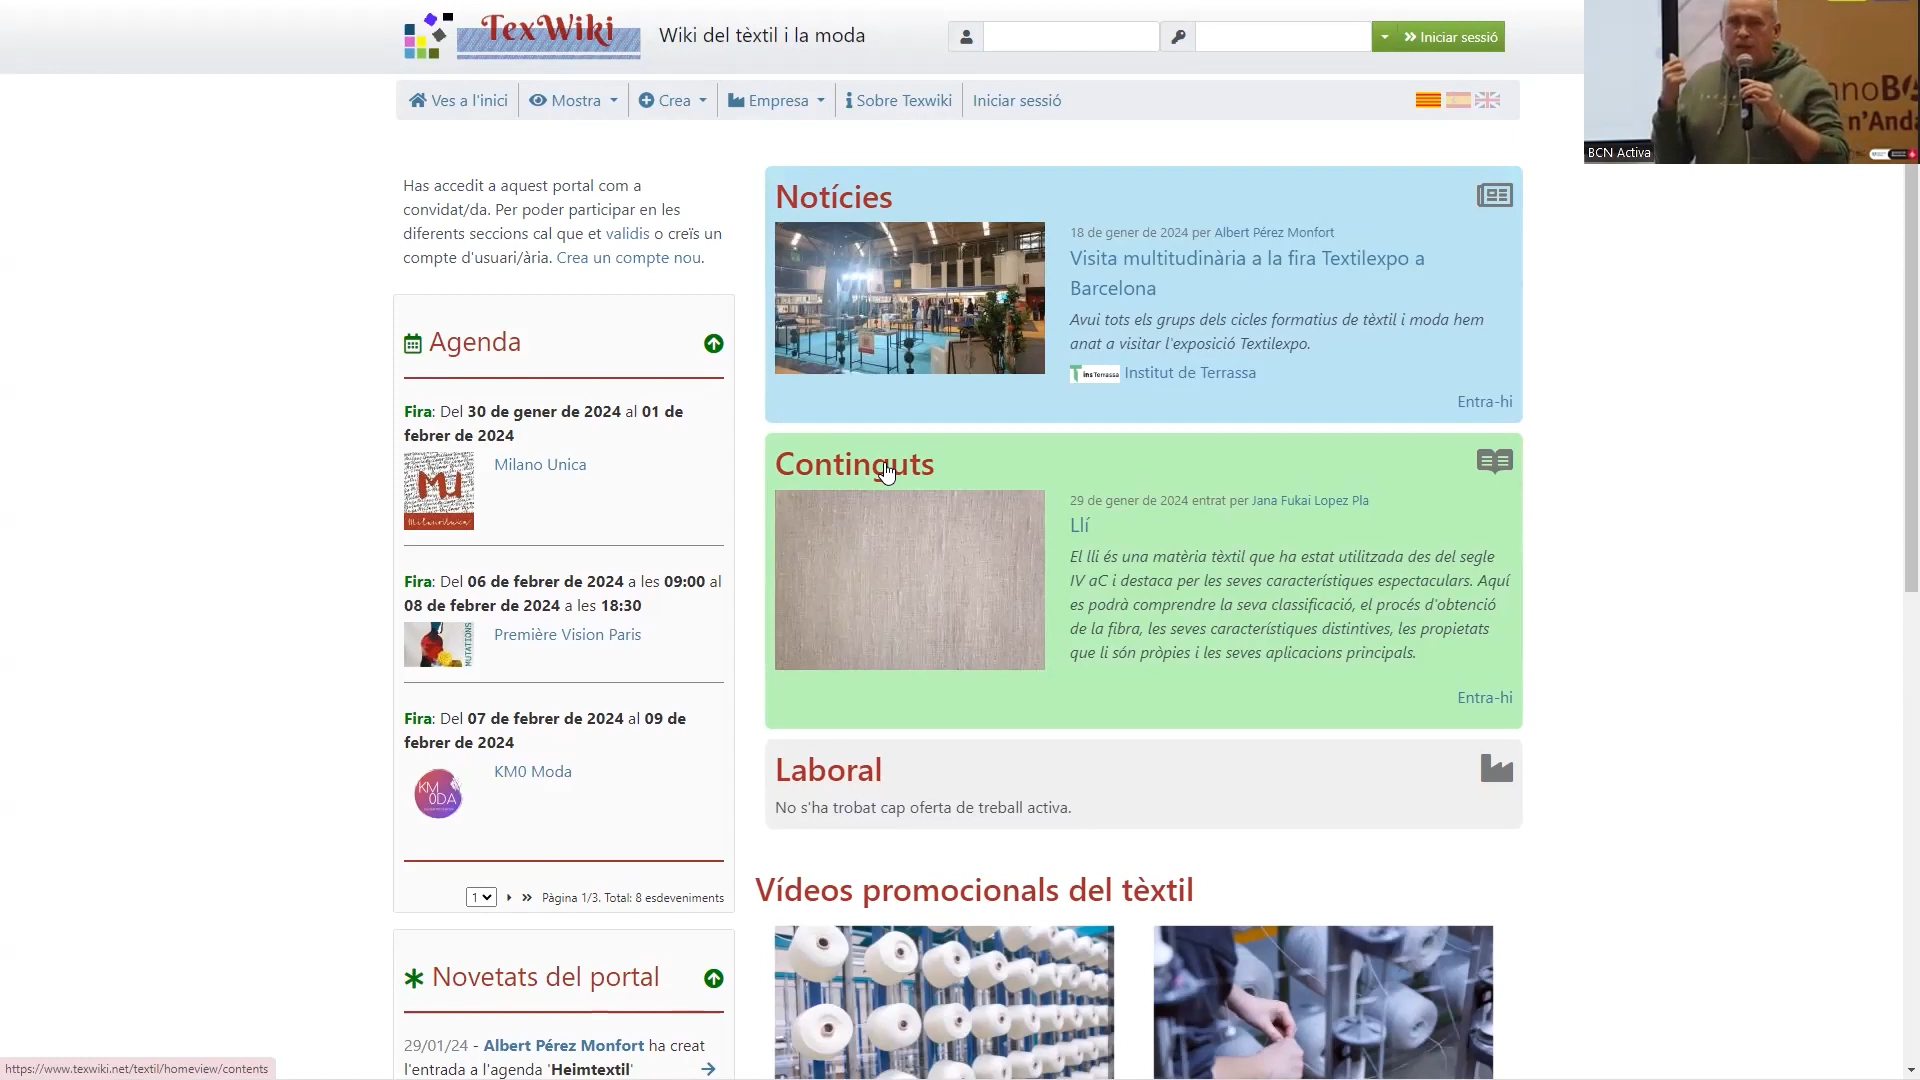 TexWiki
Wiki del tèxtil i la moda
Iniciar sessió
Ves a l'inici
Mostra
Crea
Empresa
Sobre Texwiki
Iniciar sessió
BCN Activa
nnoB
n'Anda
Has accedit a aquest portal com a
convidat/da. Per poder participar en les
diferents seccions cal que et validis o creïs un
compte d'usuari/ària. Crea un compte nou.
Agenda
Fira: Del 30 de gener de 2024 al 01 de
febrer de 2024
MU
Milano Unica
Fira: Del 06 de febrer de 2024 a les 09:00 al
08 de febrer de 2024 a les 18:30
MUTATIONS
Première Vision Paris
Fira: Del 07 de febrer de 2024 al 09 de
febrer de 2024
KM
0DA
KM0 Moda
1
Pàgina 1/3. Total: 8 esdeveniments
Novetats del portal
29/01/24 - Albert Pérez Monfort ha creat
l'entrada a l'agenda 'Heimtextil'
Notícies
18 de gener de 2024 per Albert Pérez Monfort
Visita multitudinària a la fira Textilexpo a
Barcelona
Avui tots els grups dels cicles formatius de tèxtil i moda hem
anat a visitar l'exposició Textilexpo.
ins Terrassa
Institut de Terrassa
Entra-hi
Continguts
29 de gener de 2024 entrat per Jana Fukai Lopez Pla
Llí
El lli és una matèria tèxtil que ha estat utilitzada des del segle
IV aC i destaca per les seves característiques espectaculars. Aquí
es podrà comprendre la seva classificació, el procés d'obtenció
de la fibra, les seves característiques distintives, les propietats
que li són pròpies i les seves aplicacions principals.
Entra-hi
Laboral
No s'ha trobat cap oferta de treball activa.
Vídeos promocionals del tèxtil
https://www.texwiki.net/textil/homeview/contents